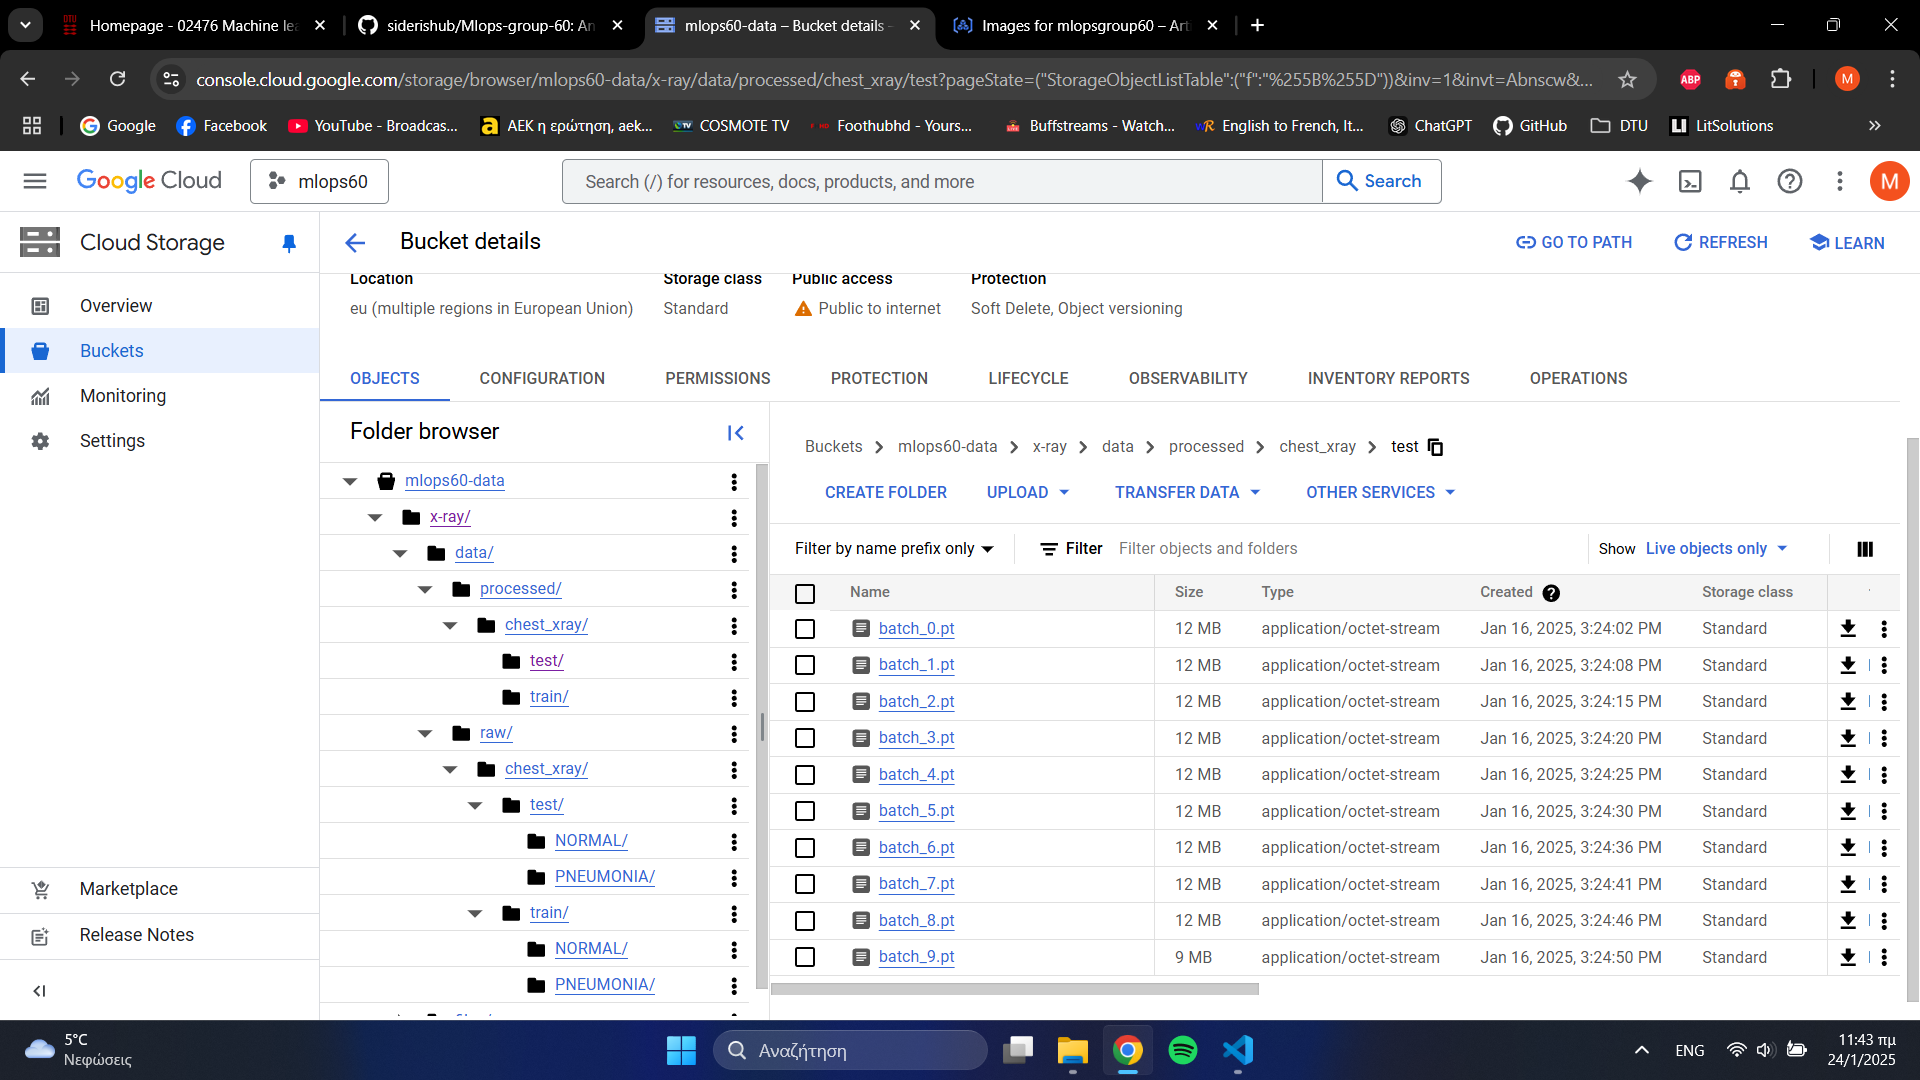 Homepage - 02476 Machine lea
siderishub/Mlops-group-60: An
mlops60-data – Bucket details -
Images for mlopsgroup60 – Arti
console.cloud.google.com/storage/browser/mlops60-data/x-ray/data/processed/chest_xray/test?pageState=("StorageObjectListTable":("f":"%255B%255D"))&inv=1&invt=Abnscw&...
ABP
M
Google
Facebook
YouTube - Broadcas...
ΑΕΚ η ερώτηση, aek...
COSMOTE TV
Foothubhd - Yours...
Buffstreams - Watch...
English to French, It...
ChatGPT
GitHub
DTU
LitSolutions
Google Cloud
mlops60
Search (/) for resources, docs, products, and more
Search
M
Cloud Storage
Bucket details
GO TO PATH
REFRESH
LEARN
Overview
Buckets
Monitoring
Settings
Marketplace
Release Notes
Location
Storage class
Public access
Protection
eu (multiple regions in European Union)
Standard
Public to internet
Soft Delete, Object versioning
OBJECTS
CONFIGURATION
PERMISSIONS
PROTECTION
LIFECYCLE
OBSERVABILITY
INVENTORY REPORTS
OPERATIONS
Folder browser
mlops60-data
x-ray/
data/
processed/
chest_xray/
test/
train/
raw/
chest_xray/
test/
NORMAL/
PNEUMONIA/
train/
NORMAL/
PNEUMONIA/
Buckets > mlops60-data > x-ray > data > processed > chest_xray > test
CREATE FOLDER
UPLOAD
TRANSFER DATA
OTHER SERVICES
Filter by name prefix only
Filter
Filter objects and folders
Show
Live objects only
Name Size Type Created Storage class
batch_0.pt 12 MB application/octet-stream Jan 16, 2025, 3:24:02 PM Standard
batch_1.pt 12 MB application/octet-stream Jan 16, 2025, 3:24:08 PM Standard
batch_2.pt 12 MB application/octet-stream Jan 16, 2025, 3:24:15 PM Standard
batch_3.pt 12 MB application/octet-stream Jan 16, 2025, 3:24:20 PM Standard
batch_4.pt 12 MB application/octet-stream Jan 16, 2025, 3:24:25 PM Standard
batch_5.pt 12 MB application/octet-stream Jan 16, 2025, 3:24:30 PM Standard
batch_6.pt 12 MB application/octet-stream Jan 16, 2025, 3:24:36 PM Standard
batch_7.pt 12 MB application/octet-stream Jan 16, 2025, 3:24:41 PM Standard
batch_8.pt 12 MB application/octet-stream Jan 16, 2025, 3:24:46 PM Standard
batch_9.pt 9 MB application/octet-stream Jan 16, 2025, 3:24:50 PM Standard
5°C
Νεφώσεις
Αναζήτηση
ENG
11:43 πμ
24/1/2025